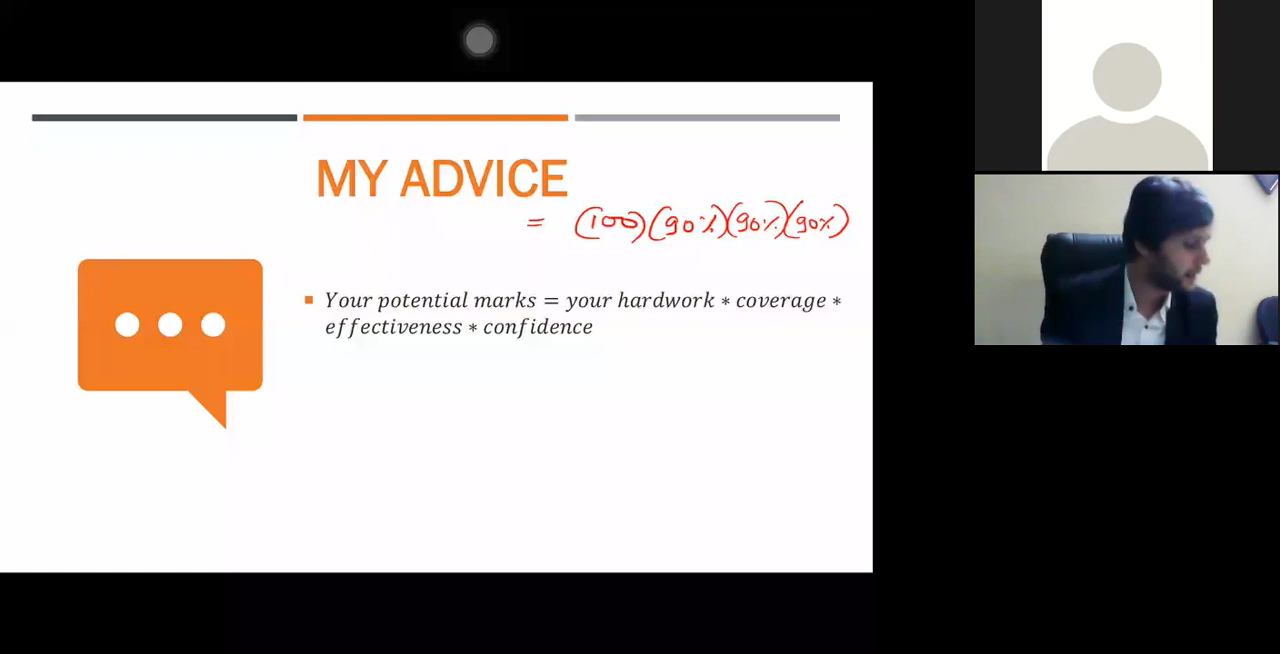 MY ADVICE
= (100)(90%)(90%)(90%)
Your potential marks = your hardwork * coverage *
effectiveness * confidence